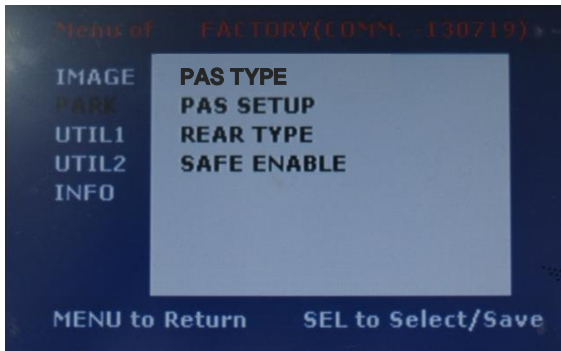 Menu of FACTORY(COMM. -130719)
IMAGE PAS TYPE
PARK PAS SETUP
UTIL1 REAR TYPE
UTIL2 SAFE ENABLE
INFO
MENU to Return SEL to Select/Save